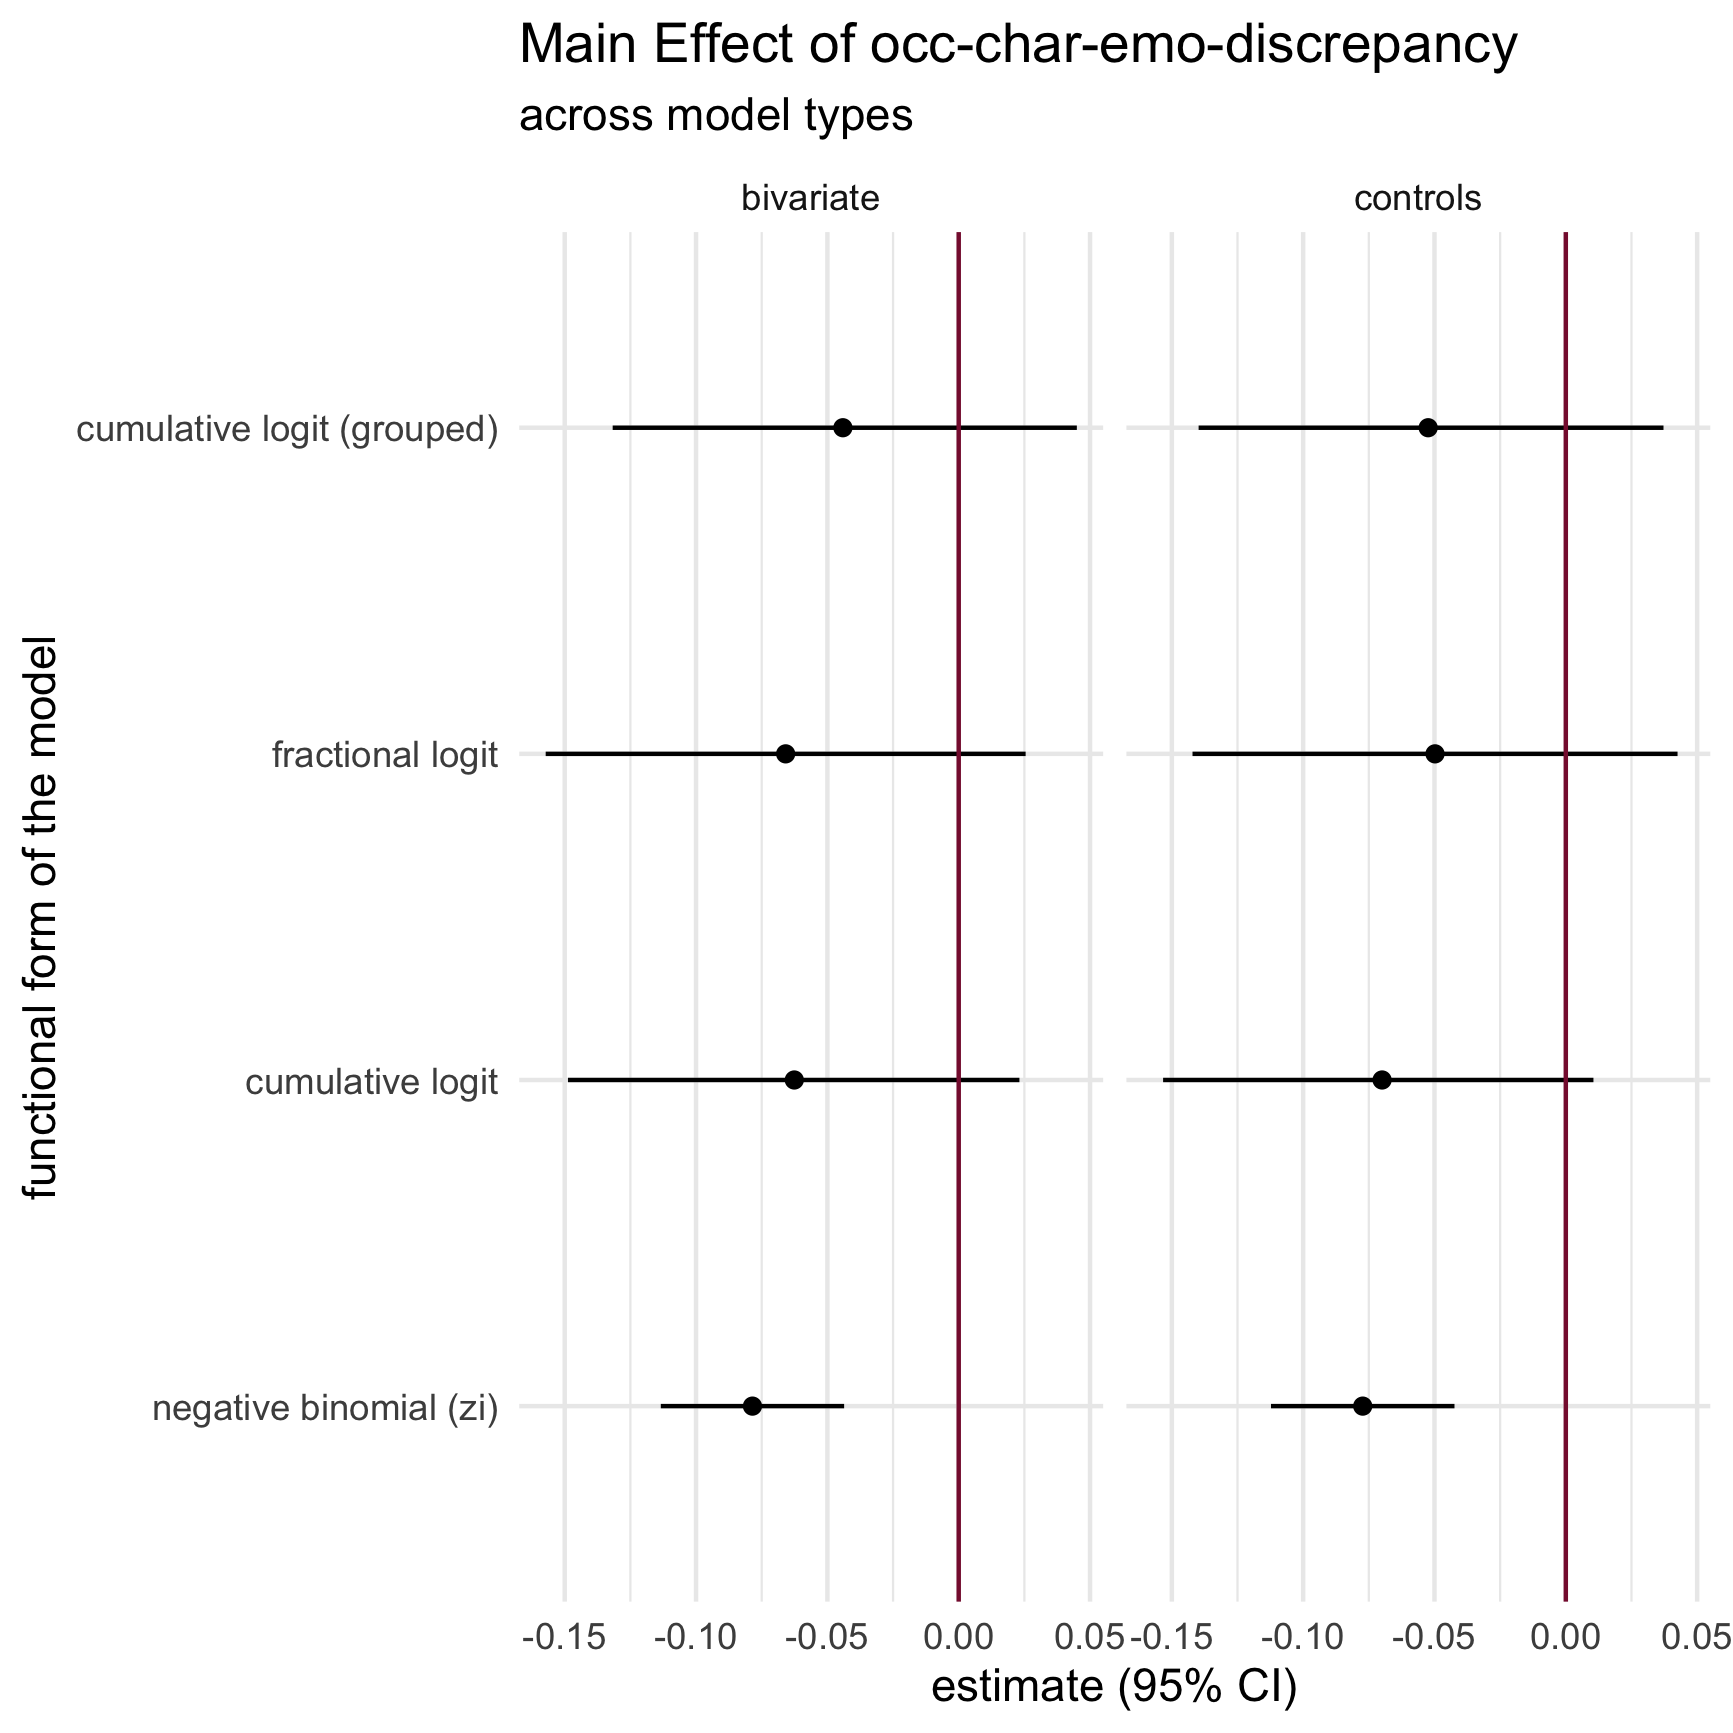 Main Effect of occ-char-emo-discrepancy
across model types
bivariate
controls
functional form of the model
cumulative logit (grouped)
fractional logit
cumulative logit
negative binomial (zi)
-0.15 -0.10 -0.05 0.00 0.05 -0.15 -0.10 -0.05 0.00 0.05
estimate (95% CI)